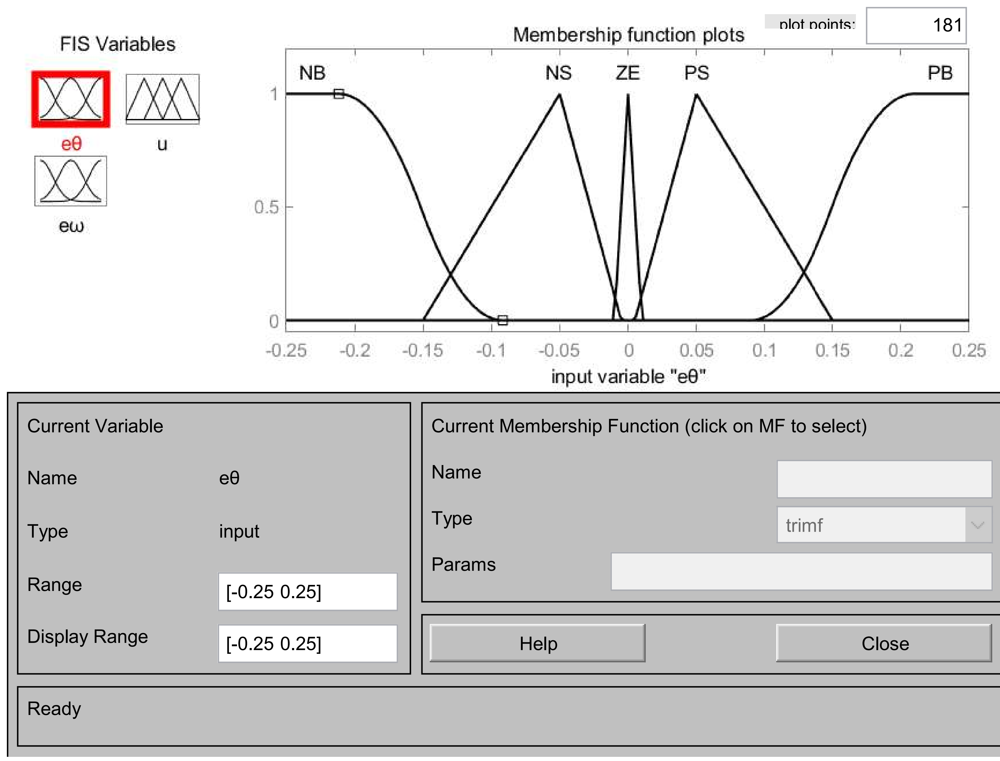 plot points:
181
FIS Variables
Membership function plots
NB NS ZE PS PB
eθ
u
eω
1
0.5
0
-0.25 -0.2 -0.15 -0.1 -0.05 0 0.05 0.1 0.15 0.2 0.25
input variable "eθ"
Current Variable
Name eθ
Type input
Range [-0.25 0.25]
Display Range [-0.25 0.25]
Current Membership Function (click on MF to select)
Name
Type trimf
Params
Help
Close
Ready